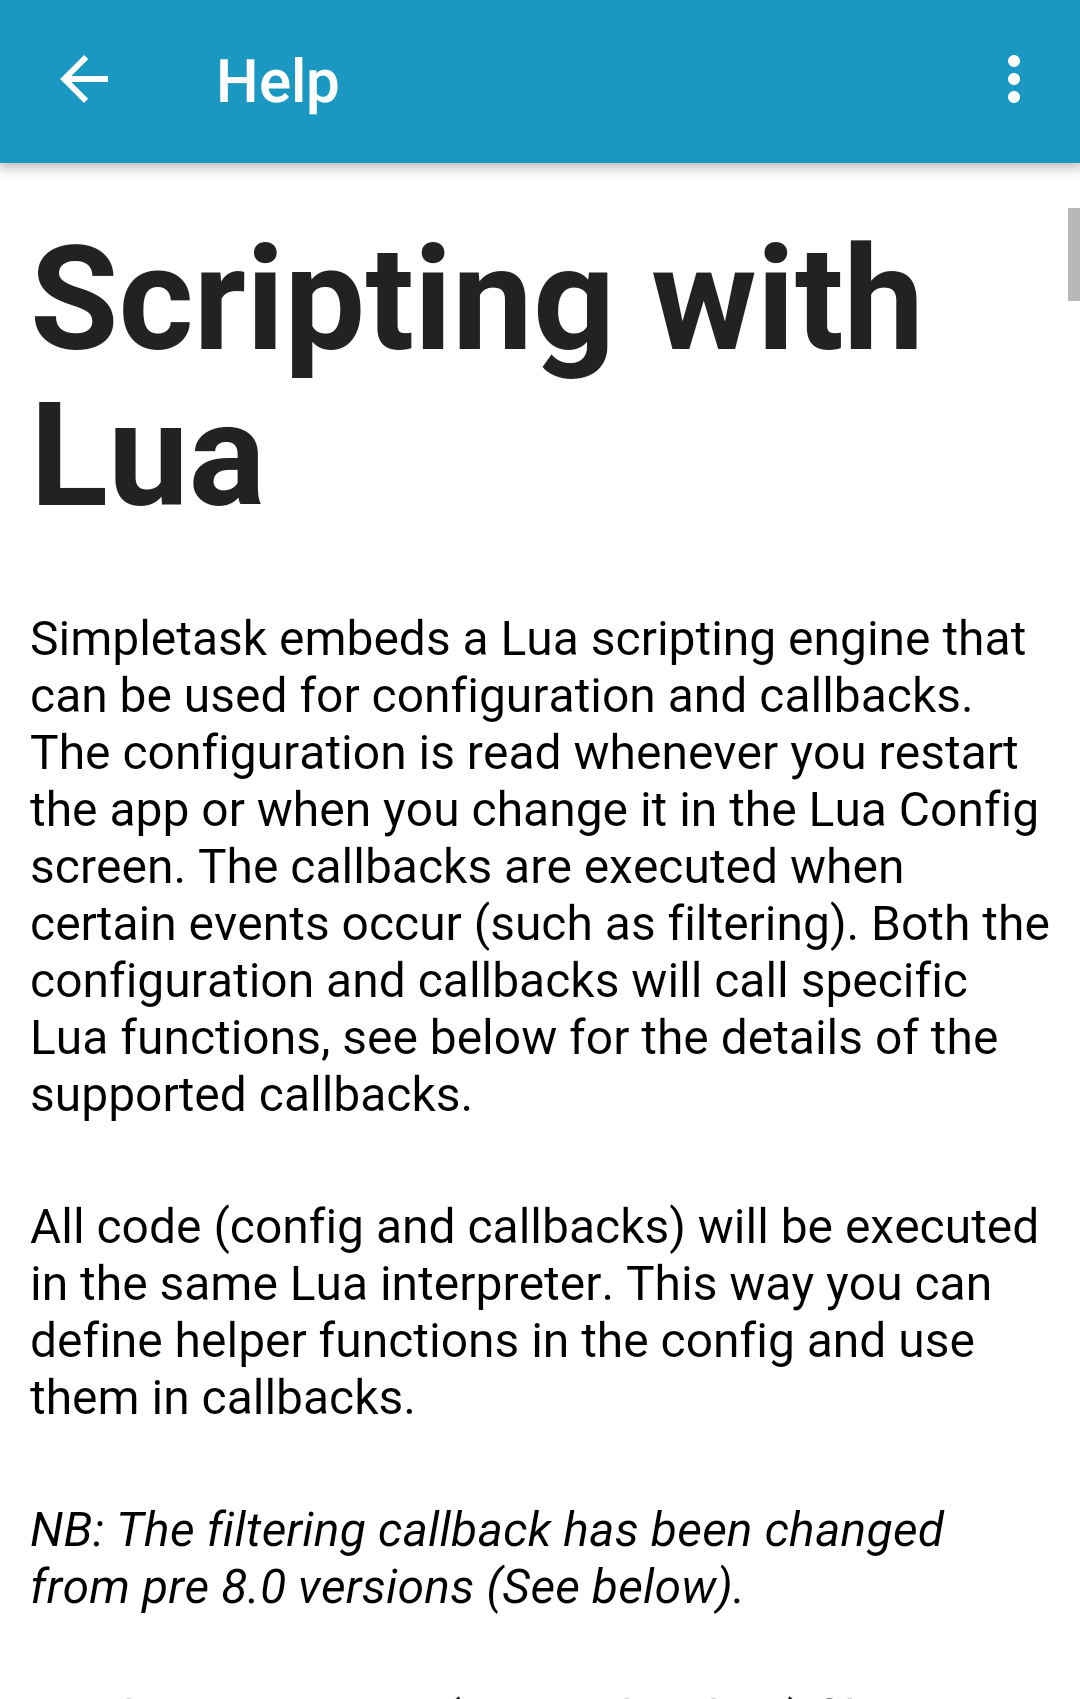 Help
Scripting with
Lua
Simpletask embeds a Lua scripting engine that
can be used for configuration and callbacks.
The configuration is read whenever you restart
the app or when you change it in the Lua Config
screen. The callbacks are executed when
certain events occur (such as filtering). Both the
configuration and callbacks will call specific
Lua functions, see below for the details of the
supported callbacks.
All code (config and callbacks) will be executed
in the same Lua interpreter. This way you can
define helper functions in the config and use
them in callbacks.
NB: The filtering callback has been changed
from pre 8.0 versions (See below).